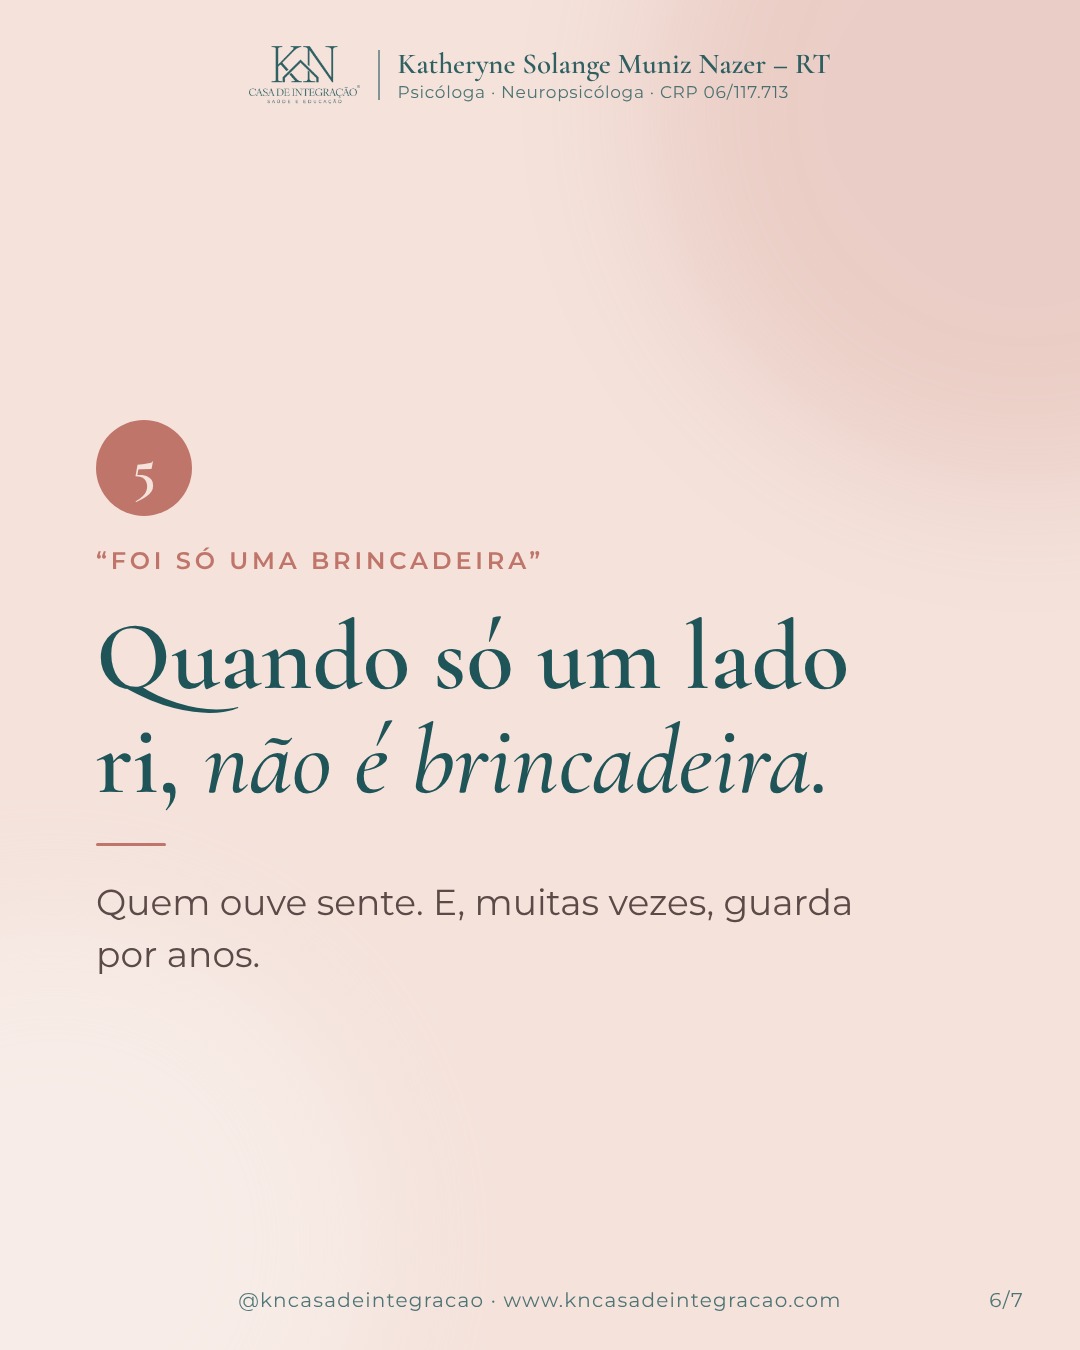 KN
CASA DE INTEGRAÇÃO®
SAÚDE E EDUCAÇÃO
Katheryne Solange Muniz Nazer – RT
Psicóloga · Neuropsicóloga · CRP 06/117.713
5
“FOI SÓ UMA BRINCADEIRA”
Quando só um lado
ri, não é brincadeira.
Quem ouve sente. E, muitas vezes, guarda
por anos.
@kncasadeintegracao · www.kncasadeintegracao.com
6/7